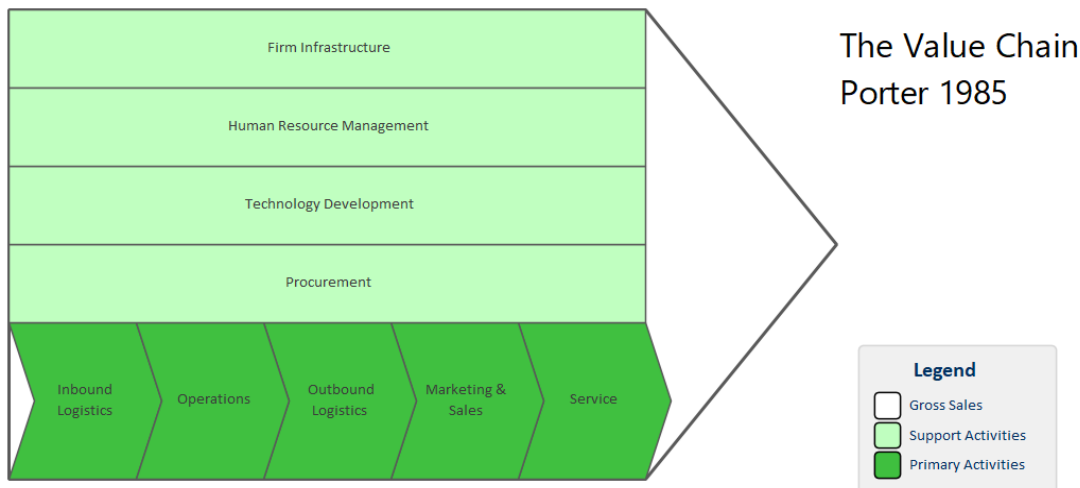 The Value Chain
Porter 1985
Firm Infrastructure
Human Resource Management
Technology Development
Procurement
Inbound
Logistics
Operations
Outbound
Logistics
Marketing &
Sales
Service
Legend
Gross Sales
Support Activities
Primary Activities